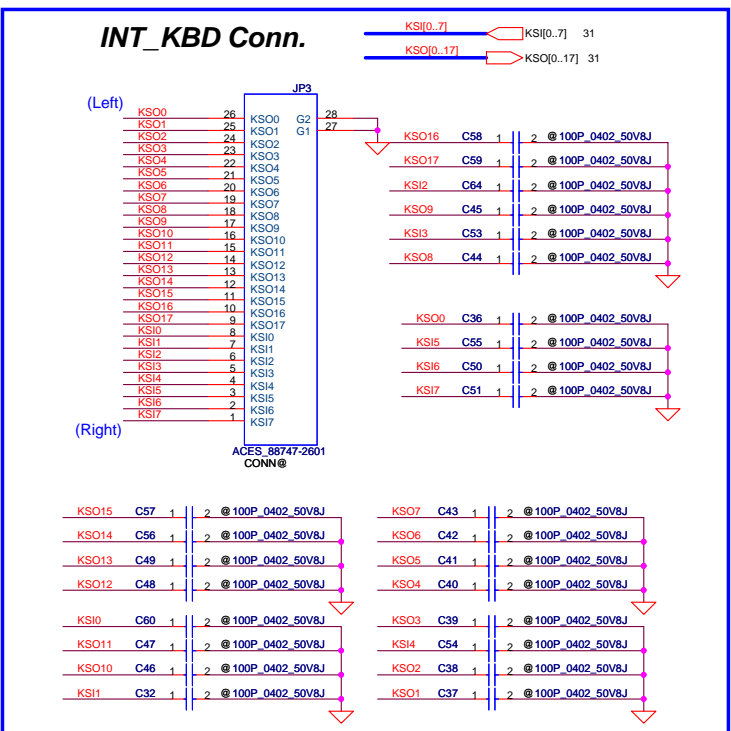 INT_KBD Conn.
KSI[0..7] KSI[0..7] 31
KSO[0..17] KSO[0..17] 31
JP3
(Left)
KSO0 26 KSO0 G2 28
KSO1 25 KSO1 G1 27
KSO2 24 KSO2
KSO3 23 KSO3
KSO4 22 KSO4
KSO5 21 KSO5
KSO6 20 KSO6
KSO7 19 KSO7
KSO8 18 KSO8
KSO9 17 KSO9
KSO10 16 KSO10
KSO11 15 KSO11
KSO12 14 KSO12
KSO13 13 KSO13
KSO14 12 KSO14
KSO15 11 KSO15
KSO16 10 KSO16
KSO17 9 KSO17
KSI0 8 KSI0
KSI1 7 KSI1
KSI2 6 KSI2
KSI3 5 KSI3
KSI4 4 KSI4
KSI5 3 KSI5
KSI6 2 KSI6
KSI7 1 KSI7
(Right)
ACES_88747-2601
CONN@
KSO16 C58 1 2 @100P_0402_50V8J
KSO17 C59 1 2 @100P_0402_50V8J
KSI2 C64 1 2 @100P_0402_50V8J
KSO9 C45 1 2 @100P_0402_50V8J
KSI3 C53 1 2 @100P_0402_50V8J
KSO8 C44 1 2 @100P_0402_50V8J
KSO0 C36 1 2 @100P_0402_50V8J
KSI5 C55 1 2 @100P_0402_50V8J
KSI6 C50 1 2 @100P_0402_50V8J
KSI7 C51 1 2 @100P_0402_50V8J
KSO15 C57 1 2 @100P_0402_50V8J
KSO14 C56 1 2 @100P_0402_50V8J
KSO13 C49 1 2 @100P_0402_50V8J
KSO12 C48 1 2 @100P_0402_50V8J
KSI0 C60 1 2 @100P_0402_50V8J
KSO11 C47 1 2 @100P_0402_50V8J
KSO10 C46 1 2 @100P_0402_50V8J
KSI1 C32 1 2 @100P_0402_50V8J
KSO7 C43 1 2 @100P_0402_50V8J
KSO6 C42 1 2 @100P_0402_50V8J
KSO5 C41 1 2 @100P_0402_50V8J
KSO4 C40 1 2 @100P_0402_50V8J
KSO3 C39 1 2 @100P_0402_50V8J
KSI4 C54 1 2 @100P_0402_50V8J
KSO2 C38 1 2 @100P_0402_50V8J
KSO1 C37 1 2 @100P_0402_50V8J